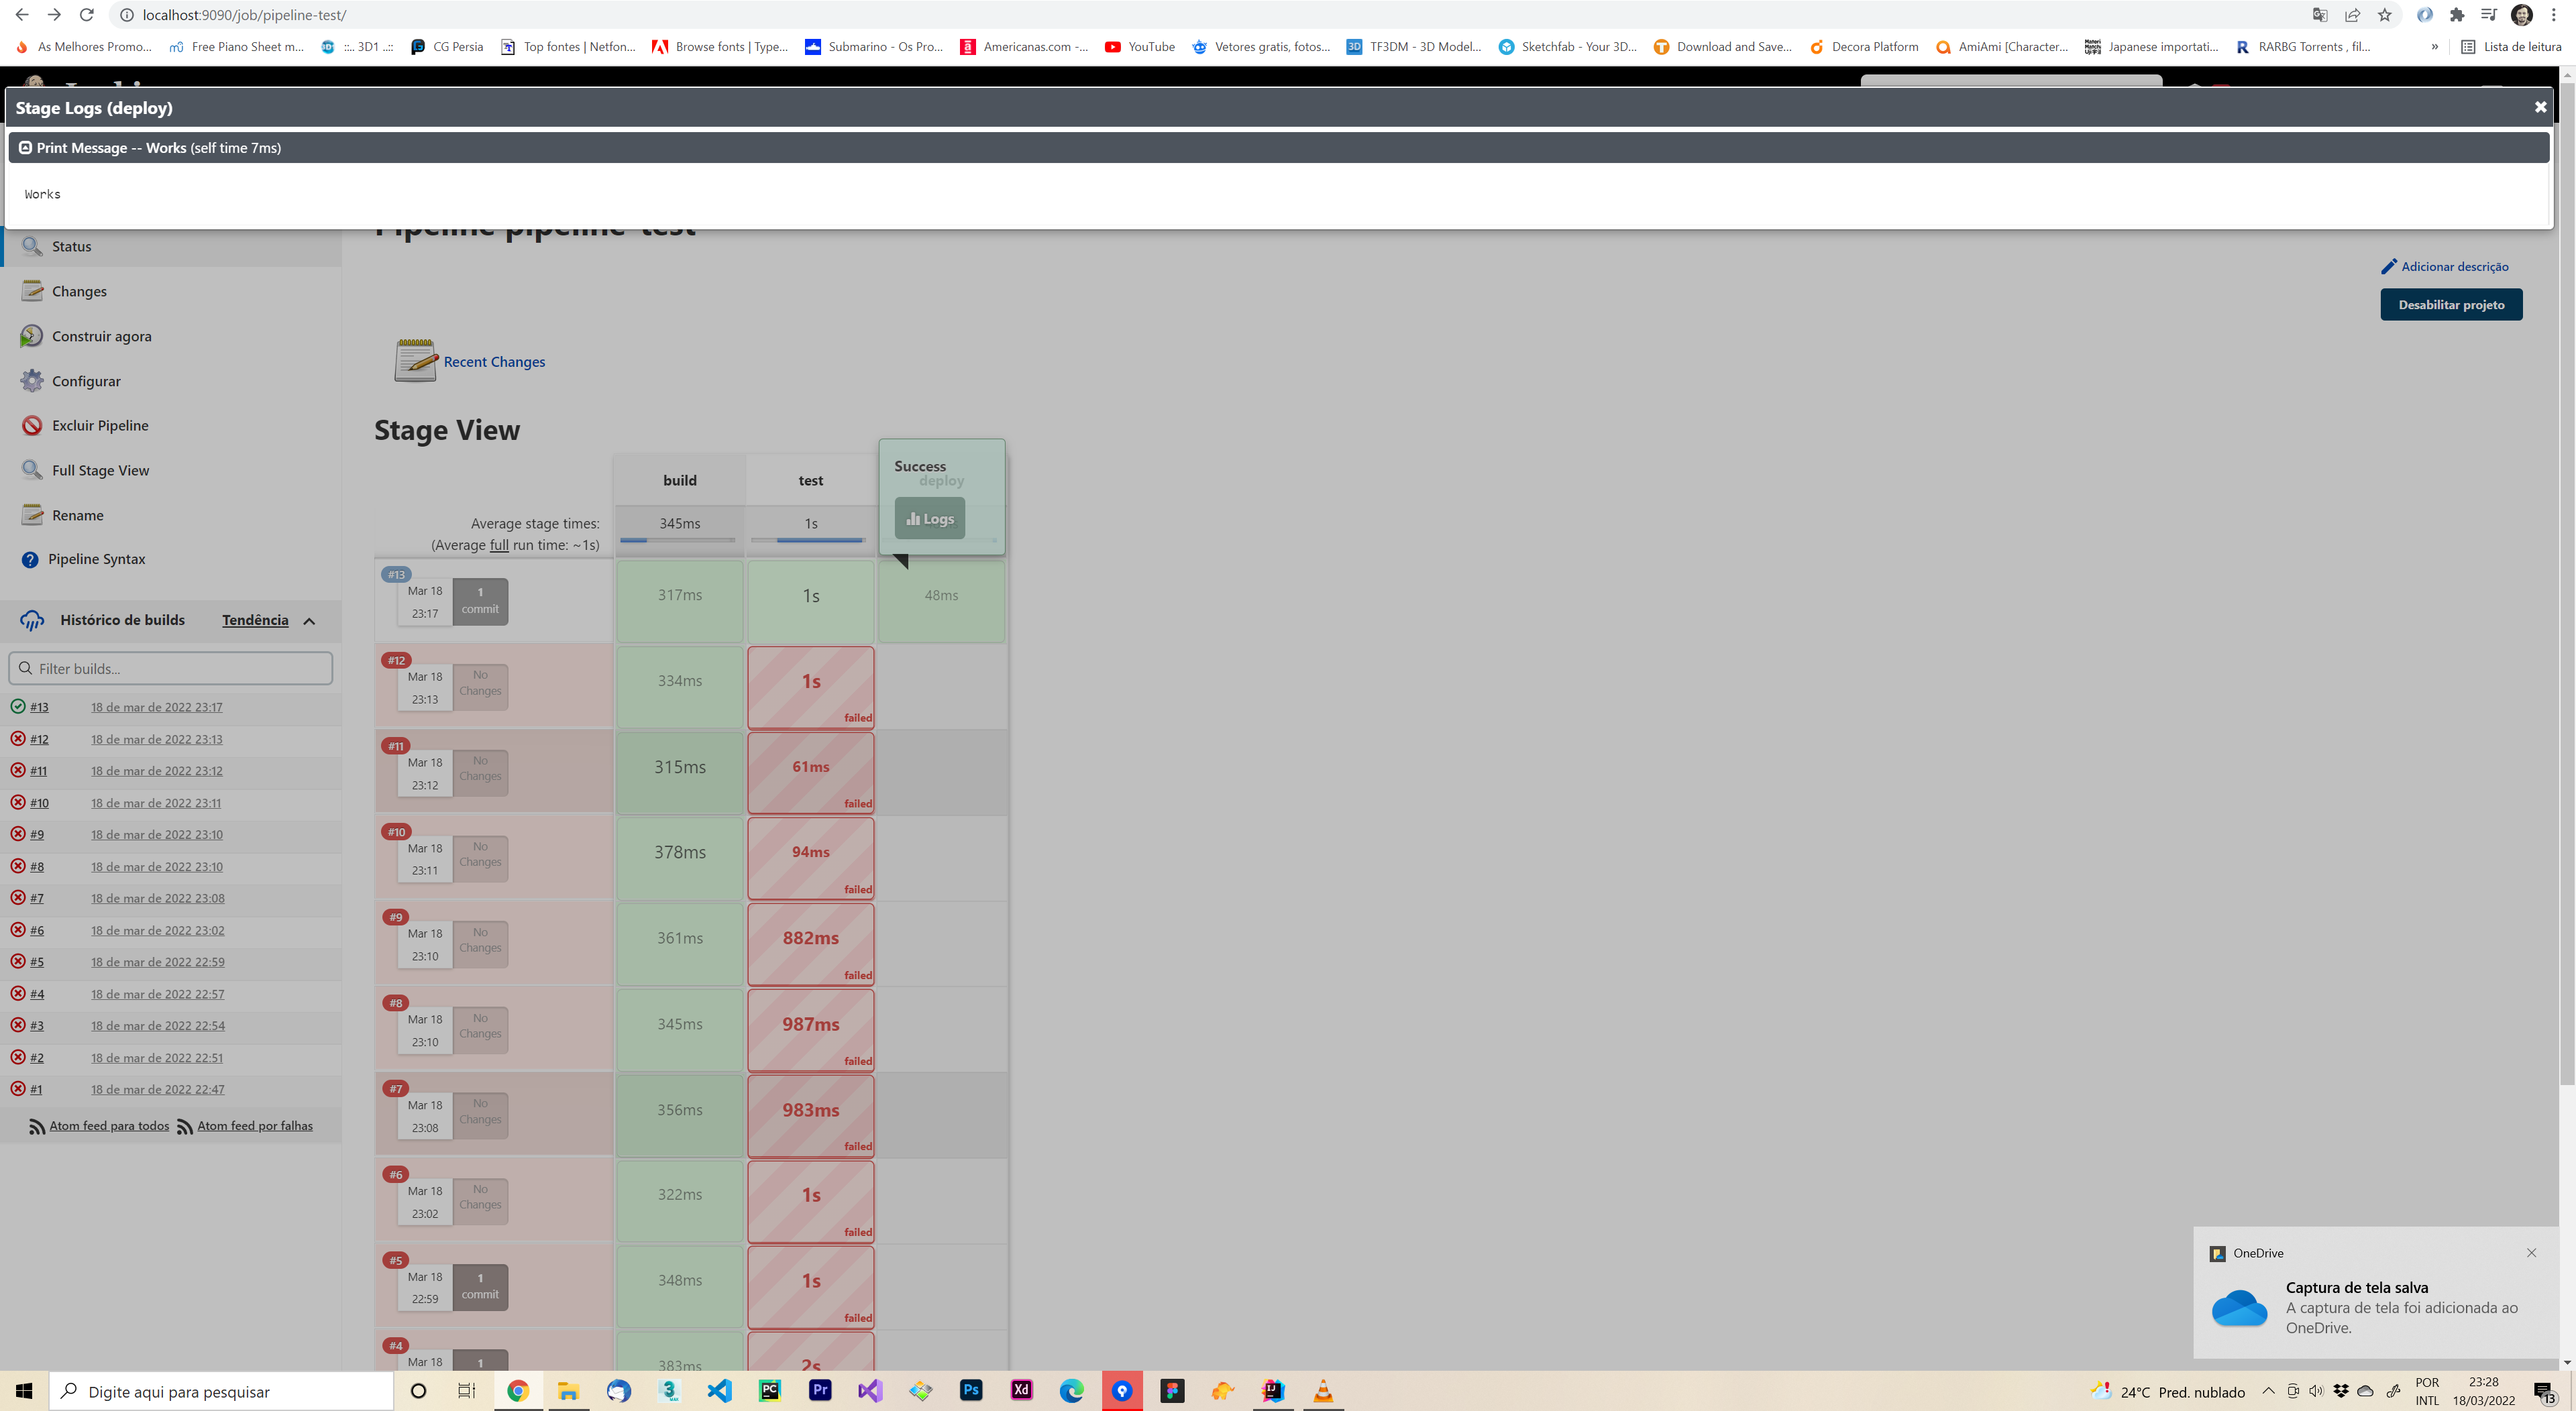 localhost:9090/job/pipeline-test/
As Melhores Promo...
Free Piano Sheet m...
::.. 3D1 ..::
CG Persia
Top fontes | Netfon...
Browse fonts | Type...
Submarino - Os Pro...
Americanas.com -...
YouTube
Vetores gratis, fotos...
TF3DM - 3D Model...
Sketchfab - Your 3D...
Download and Save...
Decora Platform
AmiAmi [Character...
Japanese importati...
RARBG Torrents , fil...
»
Lista de leitura
Stage Logs (deploy)
Print Message -- Works (self time 7ms)
Works
Pipeline pipeline-test
Status
Changes
Construir agora
Configurar
Excluir Pipeline
Full Stage View
Rename
Pipeline Syntax
Adicionar descrição
Desabilitar projeto
Recent Changes
Stage View
build
test
deploy
Success
Logs
Average stage times:
345ms
1s
(Average full run time: ~1s)
#13
Mar 18
23:17
1
commit
317ms
1s
48ms
#12
Mar 18
23:13
No
Changes
334ms
1s
failed
#11
Mar 18
23:12
No
Changes
315ms
61ms
failed
#10
Mar 18
23:11
No
Changes
378ms
94ms
failed
#9
Mar 18
23:10
No
Changes
361ms
882ms
failed
#8
Mar 18
23:10
No
Changes
345ms
987ms
failed
#7
Mar 18
23:08
No
Changes
356ms
983ms
failed
#6
Mar 18
23:02
No
Changes
322ms
1s
failed
#5
Mar 18
22:59
1
commit
348ms
1s
failed
#4
Mar 18
1
383ms
2s
Histórico de builds
Tendência
Filter builds...
#13 18 de mar de 2022 23:17
#12 18 de mar de 2022 23:13
#11 18 de mar de 2022 23:12
#10 18 de mar de 2022 23:11
#9 18 de mar de 2022 23:10
#8 18 de mar de 2022 23:10
#7 18 de mar de 2022 23:08
#6 18 de mar de 2022 23:02
#5 18 de mar de 2022 22:59
#4 18 de mar de 2022 22:57
#3 18 de mar de 2022 22:54
#2 18 de mar de 2022 22:51
#1 18 de mar de 2022 22:47
Atom feed para todos
Atom feed por falhas
OneDrive
Captura de tela salva
A captura de tela foi adicionada ao
OneDrive.
Digite aqui para pesquisar
24°C Pred. nublado
POR
INTL
23:28
18/03/2022
13